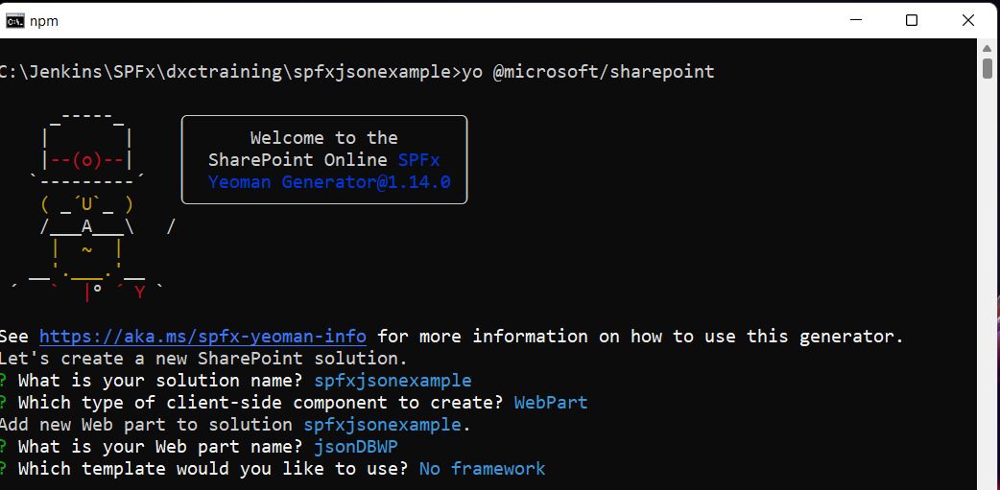 npm
C:\Jenkins\SPFx\dxctraining\spfxjsonexample>yo @microsoft/sharepoint
Welcome to the
SharePoint Online SPFx
Yeoman Generator@1.14.0
See https://aka.ms/spfx-yeoman-info for more information on how to use this generator.
Let's create a new SharePoint solution.
? What is your solution name? spfxjsonexample
? Which type of client-side component to create? WebPart
Add new Web part to solution spfxjsonexample.
? What is your Web part name? jsonDBWP
? Which template would you like to use? No framework